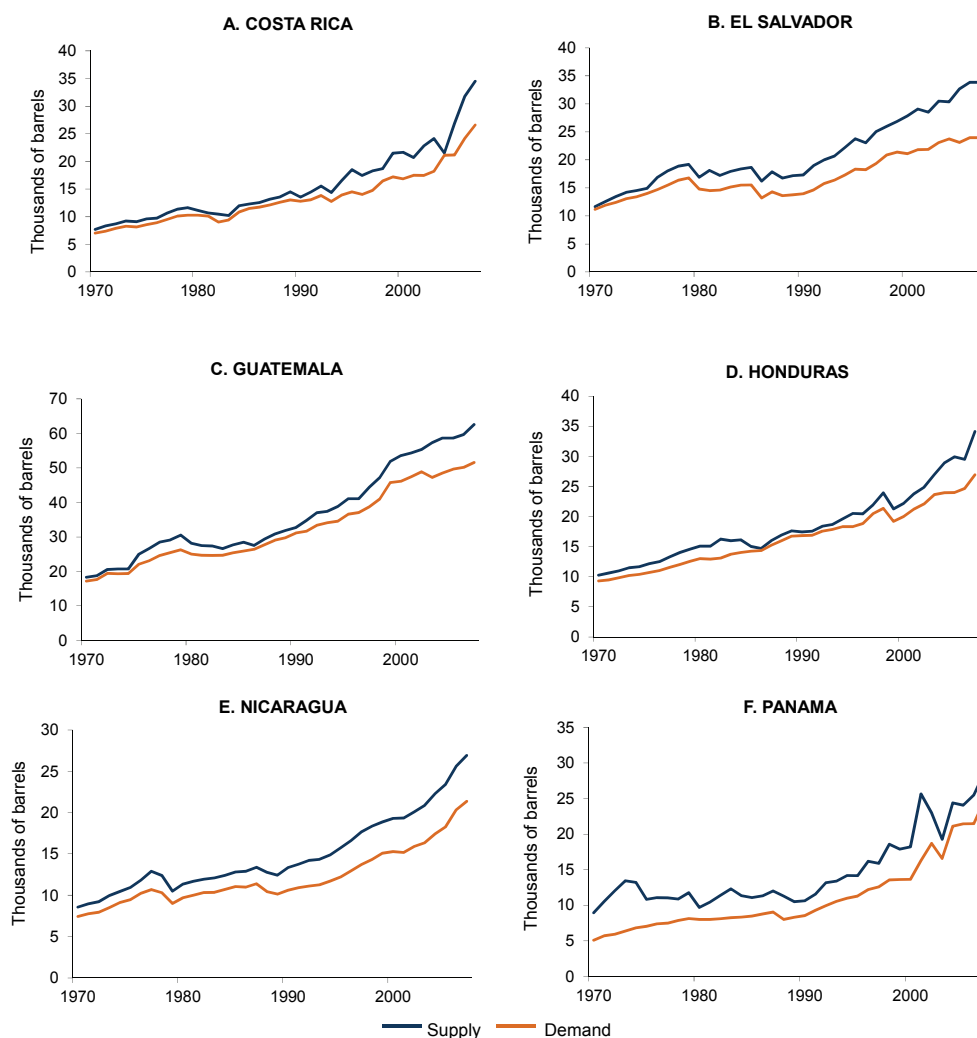 A. COSTA RICA
Thousands of barrels
40
35
30
25
20
15
10
5
0
1970 1980 1990 2000
B. EL SALVADOR
Thousands of barrels
40
35
30
25
20
15
10
5
0
1970 1980 1990 2000
C. GUATEMALA
Thousands of barrels
70
60
50
40
30
20
10
0
1970 1980 1990 2000
D. HONDURAS
Thousands of barrels
40
35
30
25
20
15
10
5
0
1970 1980 1990 2000
E. NICARAGUA
Thousands of barrels
30
25
20
15
10
5
0
1970 1980 1990 2000
F. PANAMA
Thousands of barrels
35
30
25
20
15
10
5
0
1970 1980 1990 2000
Supply Demand